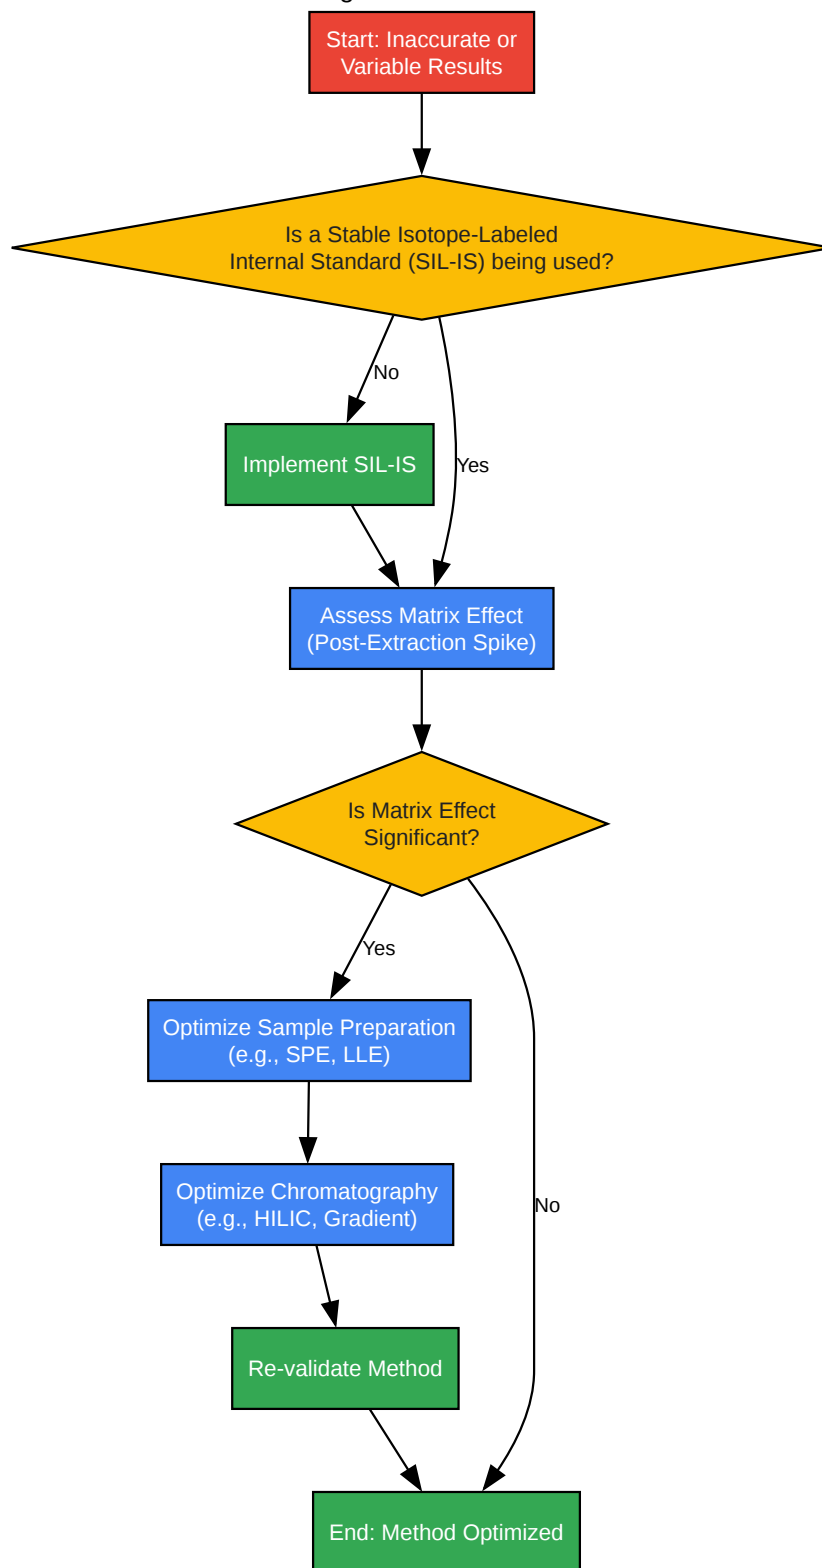 Start: Inaccurate or
Variable Results
Is a Stable Isotope-Labeled
Internal Standard (SIL-IS) being used?
No
Implement SIL-IS
Yes
Assess Matrix Effect
(Post-Extraction Spike)
Is Matrix Effect
Significant?
Yes
Optimize Sample Preparation
(e.g., SPE, LLE)
Optimize Chromatography
(e.g., HILIC, Gradient)
No
Re-validate Method
End: Method Optimized